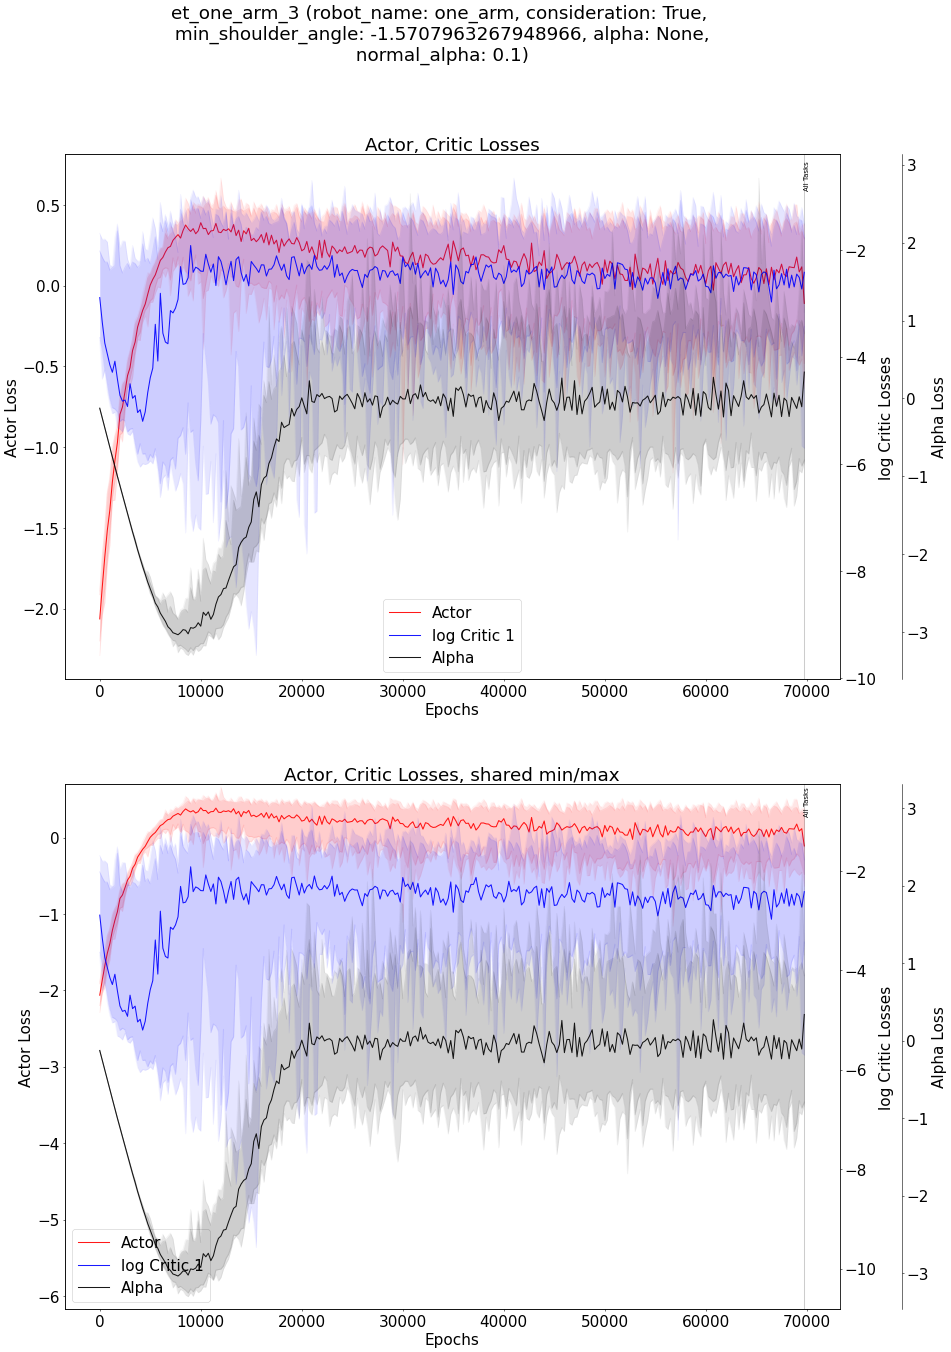 et_one_arm_3 (robot_name: one_arm, consideration: True,
min_shoulder_angle: -1.5707963267948966, alpha: None,
normal_alpha: 0.1)
Actor, Critic Losses
All Tasks
0.5
0.0
−0.5
−1.0
−1.5
−2.0
Actor Loss
−2
−4
−6
−8
−10
log Critic Losses
3
2
1
0
−1
−2
−3
Alpha Loss
Actor
log Critic 1
Alpha
0 10000 20000 30000 40000 50000 60000 70000
Epochs
Actor, Critic Losses, shared min/max
All Tasks
0
−1
−2
−3
−4
−5
−6
Actor Loss
−2
−4
−6
−8
−10
log Critic Losses
3
2
1
0
−1
−2
−3
Alpha Loss
Actor
log Critic 1
Alpha
0 10000 20000 30000 40000 50000 60000 70000
Epochs